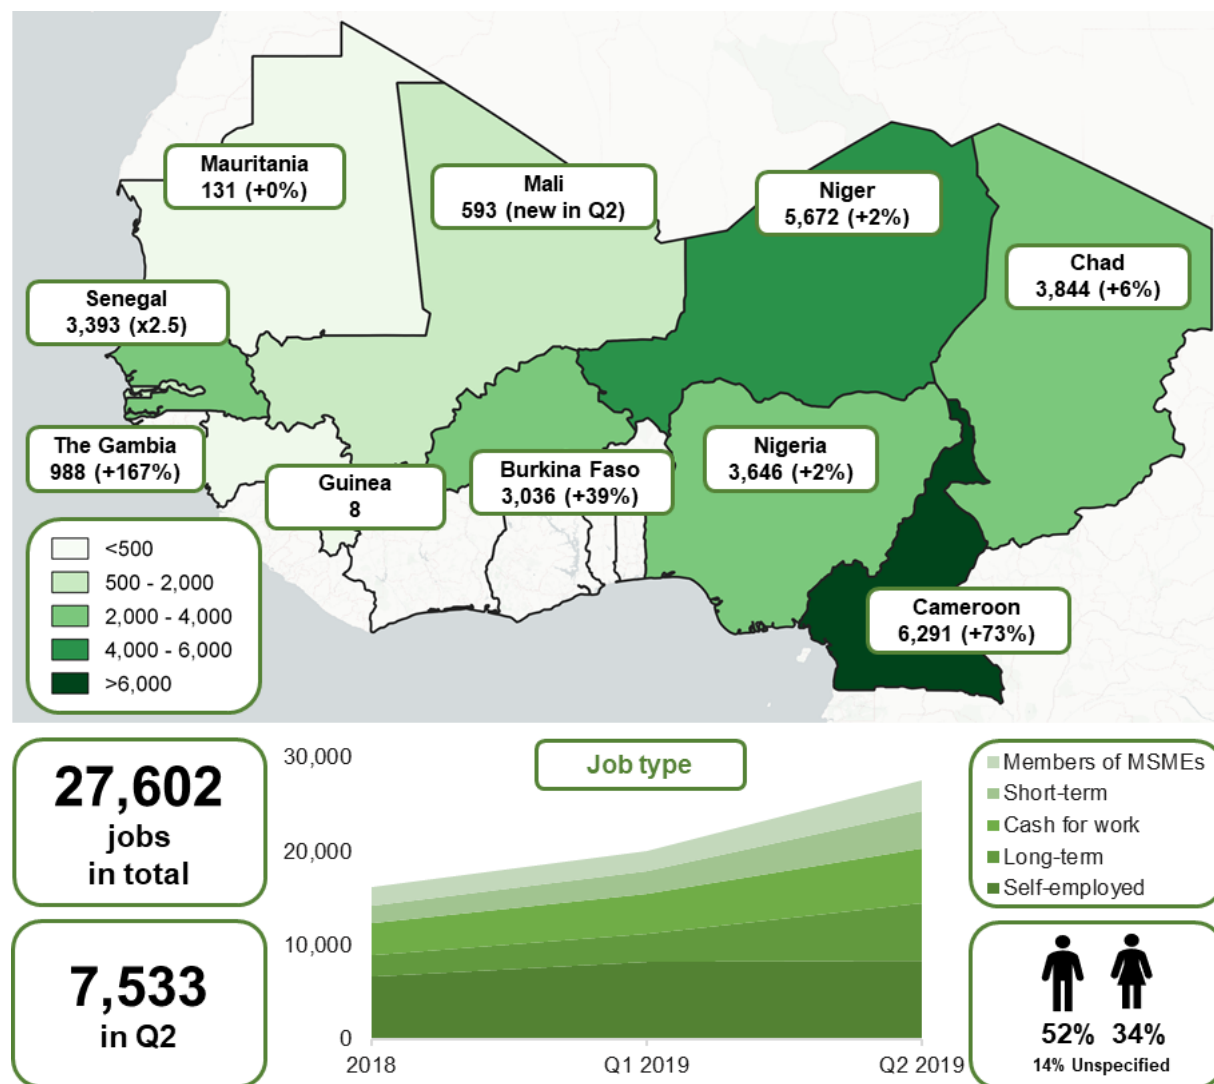 Mauritania
131 (+0%)
Mali
593 (new in Q2)
Niger
5,672 (+2%)
Chad
3,844 (+6%)
Senegal
3,393 (x2.5)
The Gambia
988 (+167%)
Guinea
8
Burkina Faso
3,036 (+39%)
Nigeria
3,646 (+2%)
Cameroon
6,291 (+73%)
<500
500 - 2,000
2,000 - 4,000
4,000 - 6,000
>6,000
27,602
jobs
in total
7,533
in Q2
Job type
30,000
20,000
10,000
0
2018
Q1 2019
Q2 2019
Members of MSMEs
Short-term
Cash for work
Long-term
Self-employed
52% 34%
14% Unspecified